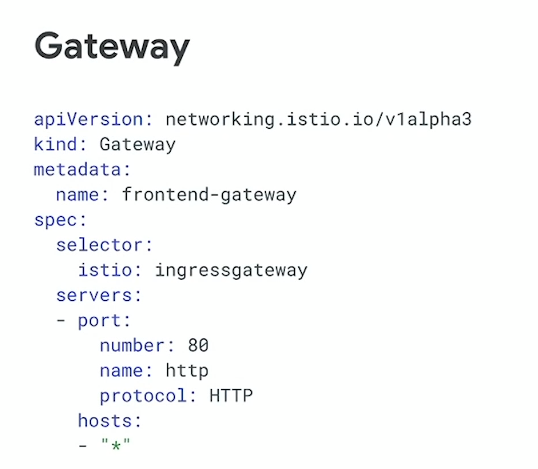 Gateway
apiVersion: networking.istio.io/v1alpha3
kind: Gateway
metadata:
  name: frontend-gateway
spec:
  selector:
    istio: ingressgateway
  servers:
  - port:
      number: 80
      name: http
      protocol: HTTP
    hosts:
    - "*"